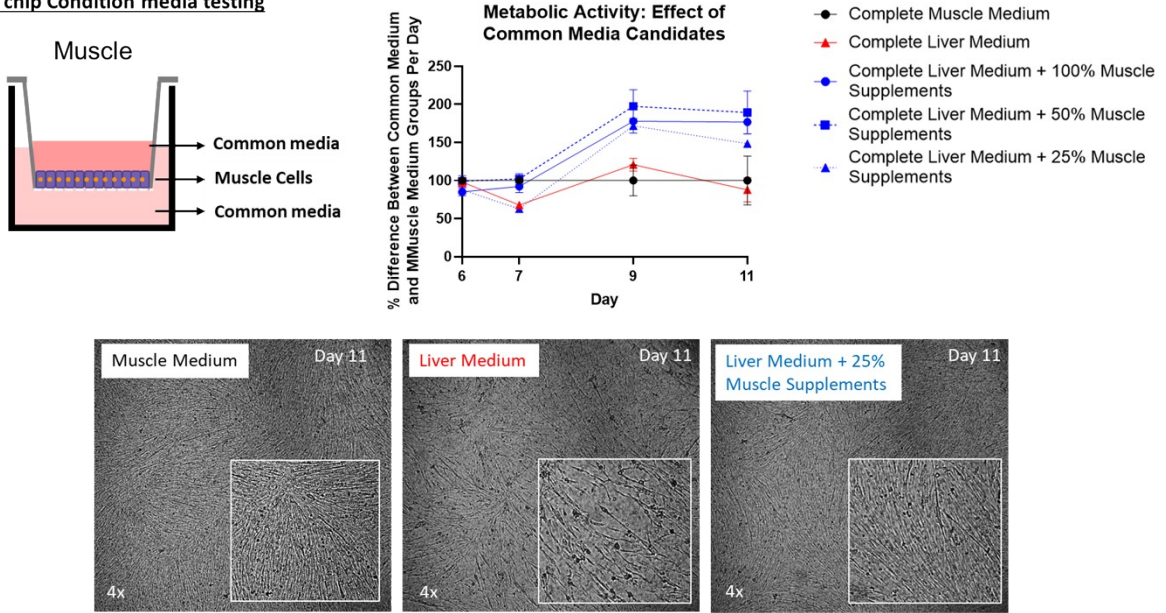 chip Condition media testing
Muscle
Common media
Muscle Cells
Common media
Metabolic Activity: Effect of
Common Media Candidates
% Difference Between Common Medium
and MMuscle Medium Groups Per Day
250
200
150
100
50
0
6
7
9
11
Day
Complete Muscle Medium
Complete Liver Medium
Complete Liver Medium + 100% Muscle
Supplements
Complete Liver Medium + 50% Muscle
Supplements
Complete Liver Medium + 25% Muscle
Supplements
Muscle Medium
Day 11
4x
Liver Medium
Day 11
4x
Liver Medium + 25%
Muscle Supplements
Day 11
4x